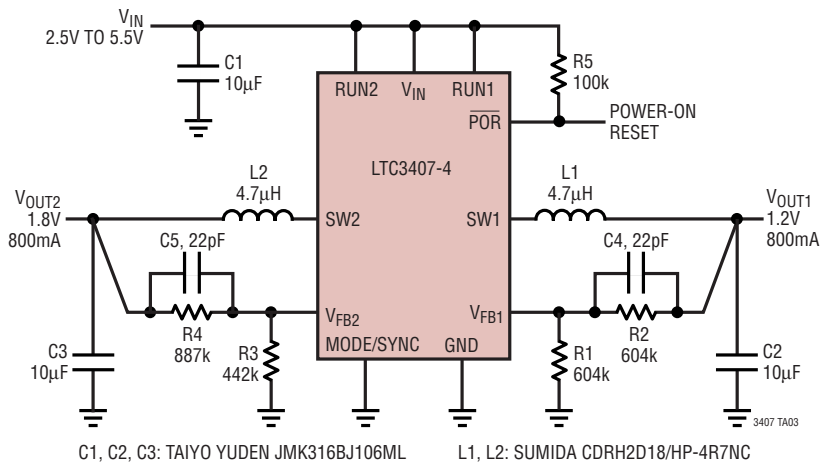 V_IN
2.5V TO 5.5V
C1
10µF
R5
100k
RUN2
V_IN
RUN1
POR
POWER-ON
RESET
LTC3407-4
L2
4.7µH
L1
4.7µH
V_OUT2
1.8V
800mA
SW2
SW1
V_OUT1
1.2V
800mA
C5, 22pF
C4, 22pF
V_FB2
V_FB1
R4
887k
R2
604k
MODE/SYNC
GND
C3
10µF
R3
442k
R1
604k
C2
10µF
3407 TA03
C1, C2, C3: TAIYO YUDEN JMK316BJ106ML
L1, L2: SUMIDA CDRH2D18/HP-4R7NC